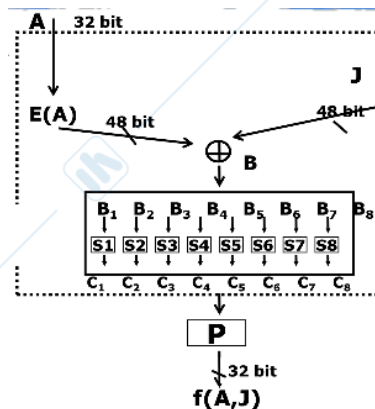 A 32 bit
J
E(A)
48 bit
48 bit
B
B1 B2 B3 B4 B5 B6 B7 B8
S1 S2 S3 S4 S5 S6 S7 S8
C1 C2 C3 C4 C5 C6 C7 C8
P
32 bit
f(A,J)